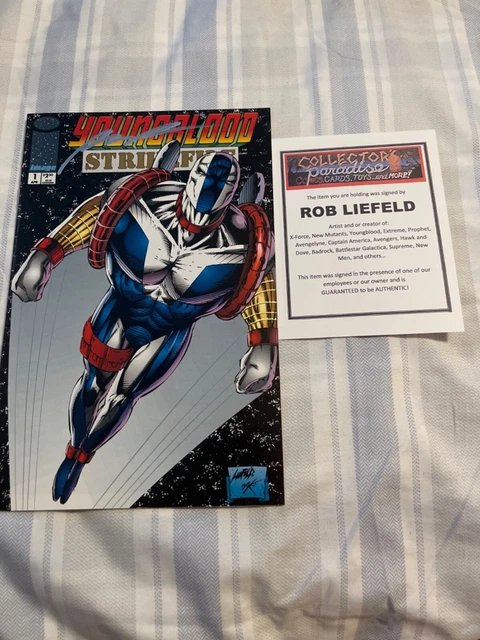 YOUNGBLOOD
STRIKEFILE
image
1
APR
COLLECTOR'S
paradise
CARDS, TOYS...and MORE!
The item you are holding was signed by
ROB LIEFELD
Artist and or creator of:
X-Force, New Mutants, Youngblood, Extreme, Prophet,
Avengelyne, Captain America, Avengers, Hawk and
Dove, Badrock, Battlestar Galactica, Supreme, New
Men, and others...
This item was signed in the presence of one of our
employees or our owner and is
GUARANTEED to be AUTHENTIC!
LIEFELD